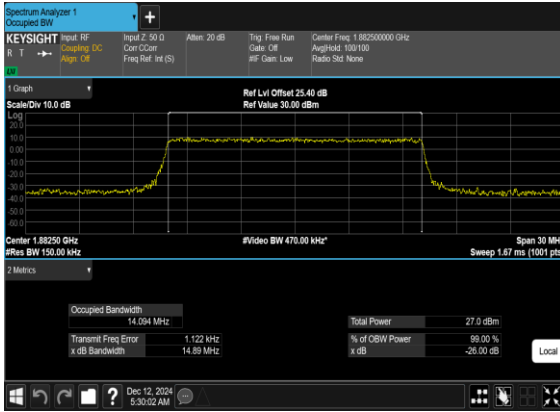 Spectrum Analyzer 1
Occupied BW
+
KEYSIGHT
R T
LXI
Input: RF
Coupling: DC
Align: Off
Input Z: 50 Ω
Corr CCorr
Freq Ref: Int (S)
Atten: 20 dB
Trig: Free Run
Gate: Off
#IF Gain: Low
Center Freq: 1.882500000 GHz
Avg|Hold: 100/100
Radio Std: None
1 Graph
Scale/Div 10.0 dB
Ref Lvl Offset 25.40 dB
Ref Value 30.00 dBm
Log
20.0
10.0
0.00
-10.0
-20.0
-30.0
-40.0
-50.0
-60.0
Center 1.88250 GHz
#Res BW 150.00 kHz
#Video BW 470.00 kHz*
Span 30 MH
Sweep 1.67 ms (1001 pts
2 Metrics
Occupied Bandwidth
14.094 MHz
Transmit Freq Error 1.122 kHz
x dB Bandwidth 14.89 MHz
Total Power 27.0 dBm
% of OBW Power 99.00 %
x dB -26.00 dB
Local
?
Dec 12, 2024
5:30:02 AM